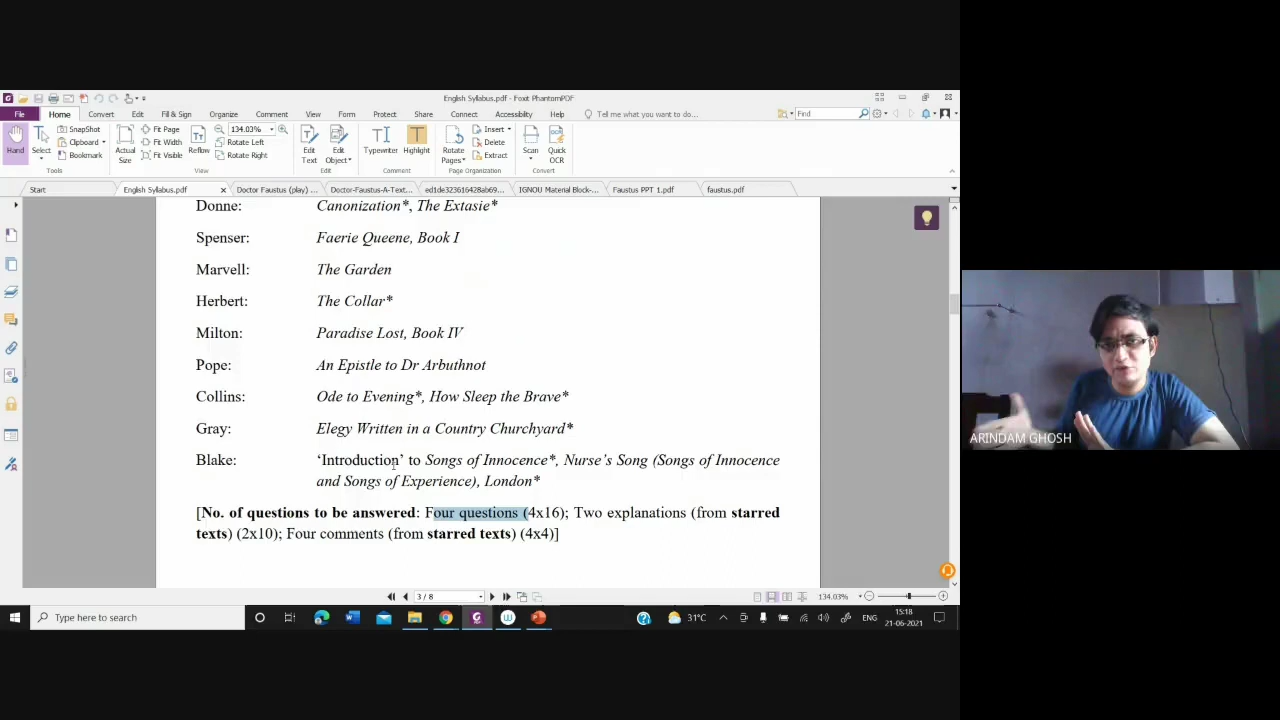 English Syllabus.pdf - Foxit PhantomPDF
File Home Convert Edit Fill & Sign Organize Comment View Form Protect Share Connect Accessibility Help Tell me what you want to do... Find
SnapShot Fit Page 134.03% Insert
Clipboard Fit Width Rotate Left Delete
Bookmark Fit Visible Rotate Right Extract
Hand Select Actual Size Reflow Edit Text Edit Object Typewriter Highlight Rotate Pages Scan Quick OCR
Tools View Edit Comment Page Organization Convert
Start English Syllabus.pdf Doctor Faustus (play) ... Doctor-Faustus-A-Text... ed1de323616428ab69... IGNOU Material Block-... Faustus PPT 1.pdf faustus.pdf
Donne: Canonization*, The Extasie*
Spenser: Faerie Queene, Book I
Marvell: The Garden
Herbert: The Collar*
Milton: Paradise Lost, Book IV
Pope: An Epistle to Dr Arbuthnot
Collins: Ode to Evening*, How Sleep the Brave*
Gray: Elegy Written in a Country Churchyard*
Blake: ‘Introduction’ to Songs of Innocence*, Nurse’s Song (Songs of Innocence
and Songs of Experience), London*
[No. of questions to be answered: Four questions (4x16); Two explanations (from starred
texts) (2x10); Four comments (from starred texts) (4x4)]
ARINDAM GHOSH
3 / 8 134.03%
Type here to search 31°C ENG 15:18
21-06-2021